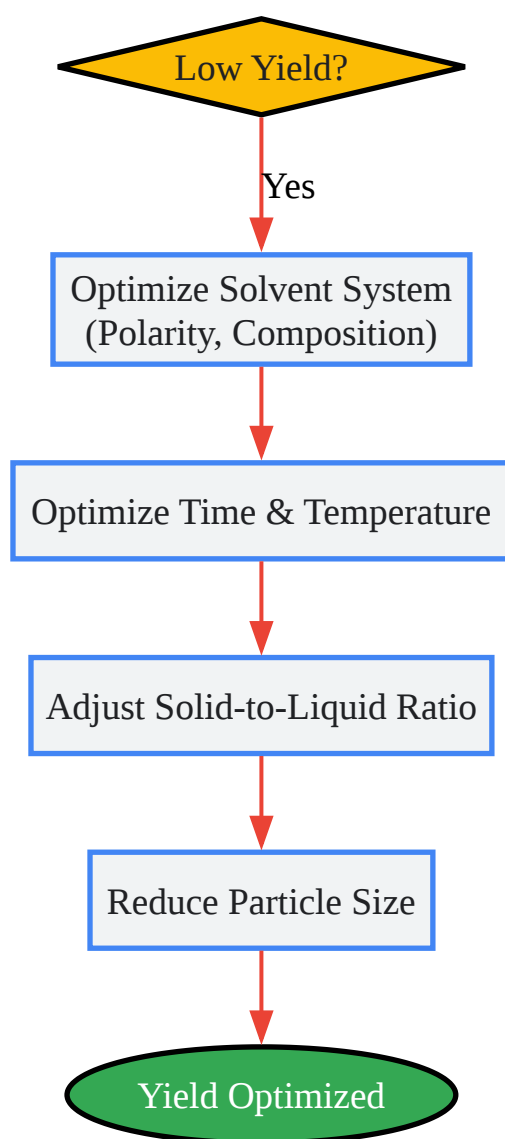 Low Yield?
Yes
Optimize Solvent System
(Polarity, Composition)
Optimize Time & Temperature
Adjust Solid-to-Liquid Ratio
Reduce Particle Size
Yield Optimized